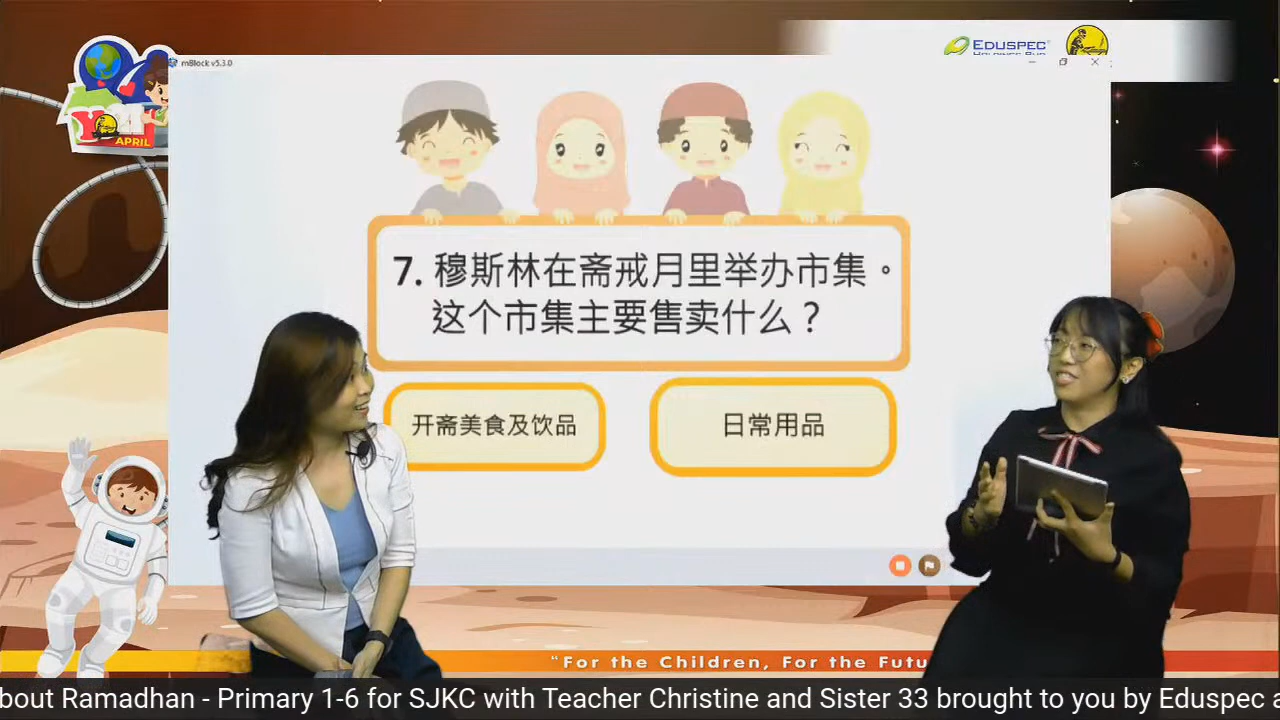 EDUSPEC
mBlock v5.3.0
APRIL
7. 穆斯林在斋戒月里举办市集。
这个市集主要售卖什么？
开斋美食及饮品
日常用品
"For the Children, For the Futu
bout Ramadhan - Primary 1-6 for SJKC with Teacher Christine and Sister 33 brought to you by Eduspec a